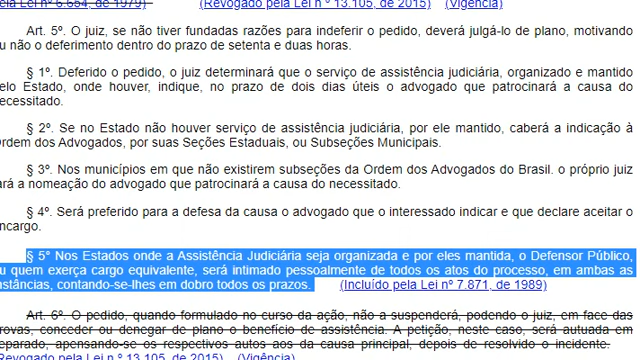 ela Lei nº 6.654, de 1979) (Revogado pela Lei n º 13.105, de 2015) (Vigência)
Art. 5º. O juiz, se não tiver fundadas razões para indeferir o pedido, deverá julgá-lo de plano, motivando
u não o deferimento dentro do prazo de setenta e duas horas.
§ 1º. Deferido o pedido, o juiz determinará que o serviço de assistência judiciária, organizado e mantido
elo Estado, onde houver, indique, no prazo de dois dias úteis o advogado que patrocinará a causa do
ecessitado.
§ 2º. Se no Estado não houver serviço de assistência judiciária, por ele mantido, caberá a indicação à
rdem dos Advogados, por suas Seções Estaduais, ou Subseções Municipais.
§ 3º. Nos municípios em que não existirem subseções da Ordem dos Advogados do Brasil. o próprio juiz
ará a nomeação do advogado que patrocinará a causa do necessitado.
§ 4º. Será preferido para a defesa da causa o advogado que o interessado indicar e que declare aceitar o
ncargo.
§ 5° Nos Estados onde a Assistência Judiciária seja organizada e por eles mantida, o Defensor Público,
u quem exerça cargo equivalente, será intimado pessoalmente de todos os atos do processo, em ambas as
nstâncias, contando-se-lhes em dobro todos os prazos. (Incluído pela Lei nº 7.871, de 1989)
Art. 6º. O pedido, quando formulado no curso da ação, não a suspenderá, podendo o juiz, em face das
rovas, conceder ou denegar de plano o benefício de assistência. A petição, neste caso, será autuada em
eparado, apensando-se os respectivos autos aos da causa principal, depois de resolvido o incidente.
Revogado pela Lei n º 13.105, de 2015) (Vigência)